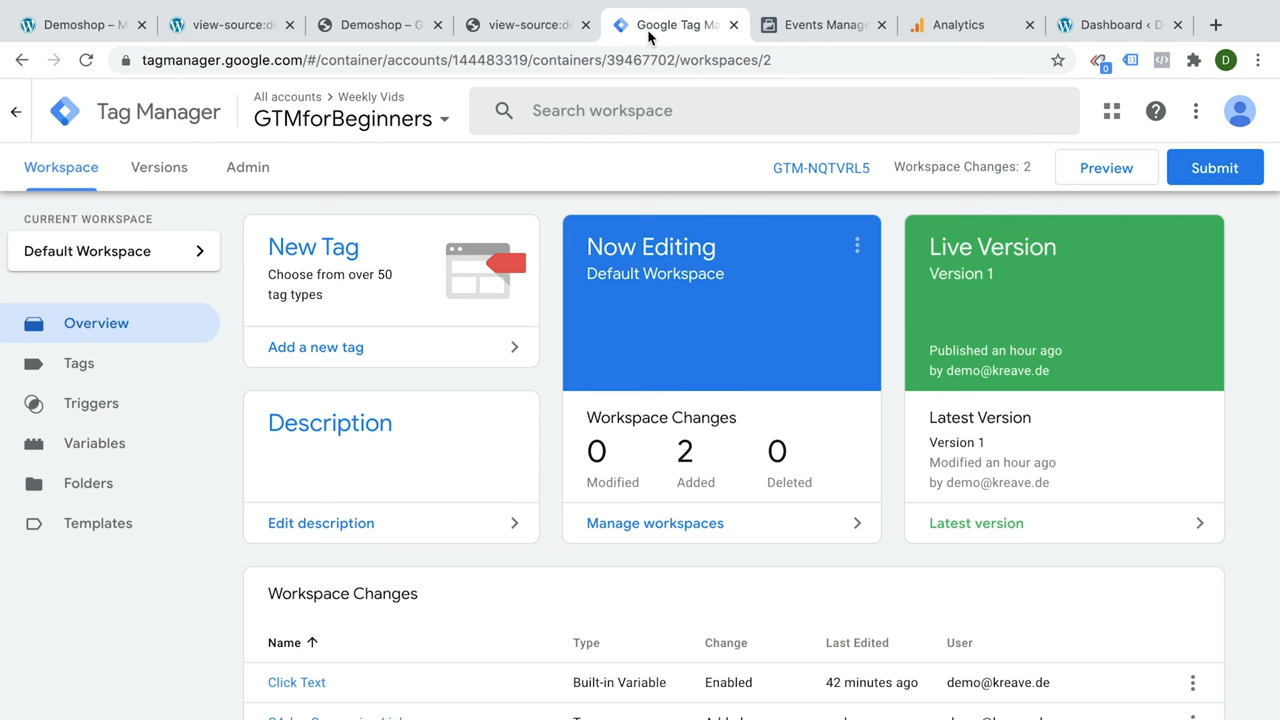 Demoshop – M
view-source:d
Demoshop – G
view-source:d
Google Tag Ma
Events Manage
Analytics
Dashboard ‹ D
tagmanager.google.com/#/container/accounts/144483319/containers/39467702/workspaces/2
0
D
Tag Manager
All accounts > Weekly Vids
GTMforBeginners
Search workspace
Workspace
Versions
Admin
GTM-NQTVRL5
Workspace Changes: 2
Preview
Submit
CURRENT WORKSPACE
Default Workspace
Overview
Tags
Triggers
Variables
Folders
Templates
New Tag
Choose from over 50
tag types
Add a new tag
Description
Edit description
Now Editing
Default Workspace
Workspace Changes
0 2 0
Modified Added Deleted
Manage workspaces
Live Version
Version 1
Published an hour ago
by demo@kreave.de
Latest Version
Version 1
Modified an hour ago
by demo@kreave.de
Latest version
Workspace Changes
Name Type Change Last Edited User
Click Text Built-in Variable Enabled 42 minutes ago demo@kreave.de